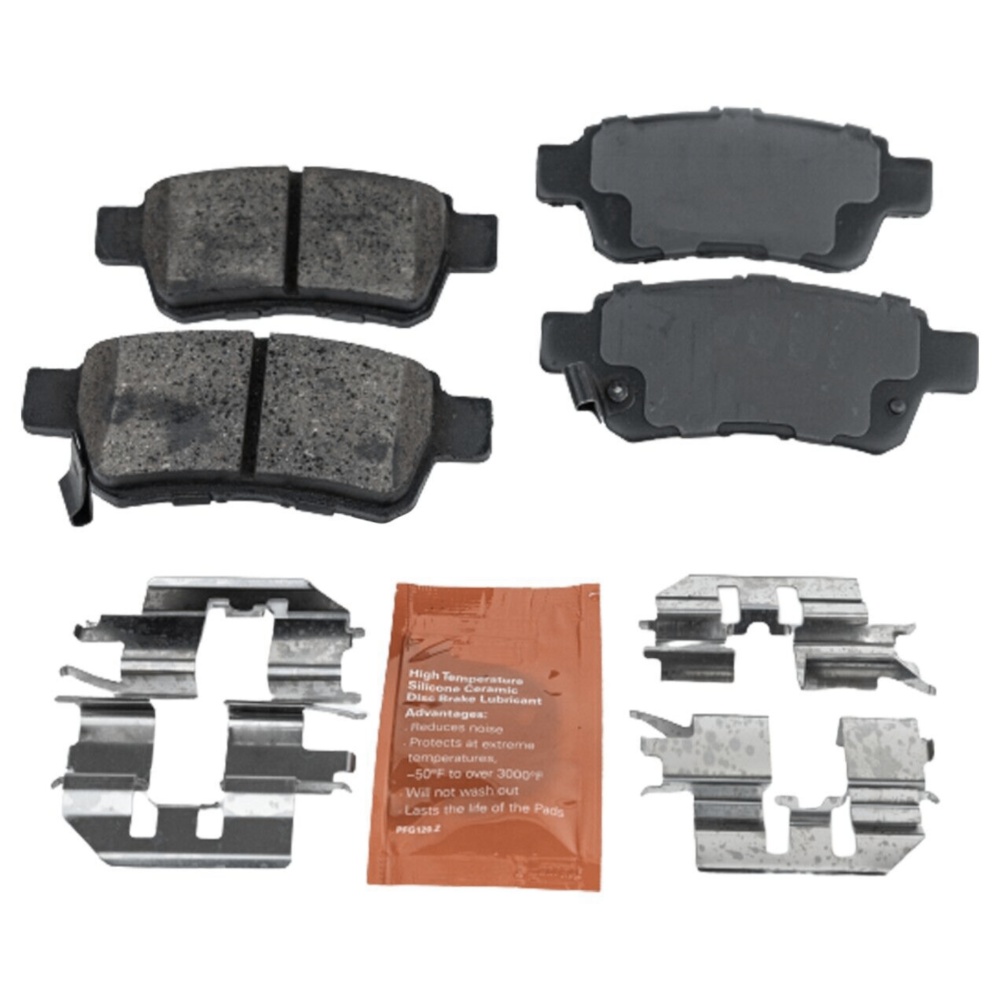 High Temperature
Silicone Ceramic
Disc Brake Lubricant
Advantages:
. Reduces noise
. Protects at extreme
temperatures,
–50°F to over 3000°F
. Will not wash out
. Lasts the life of the Pads
PFG120.Z